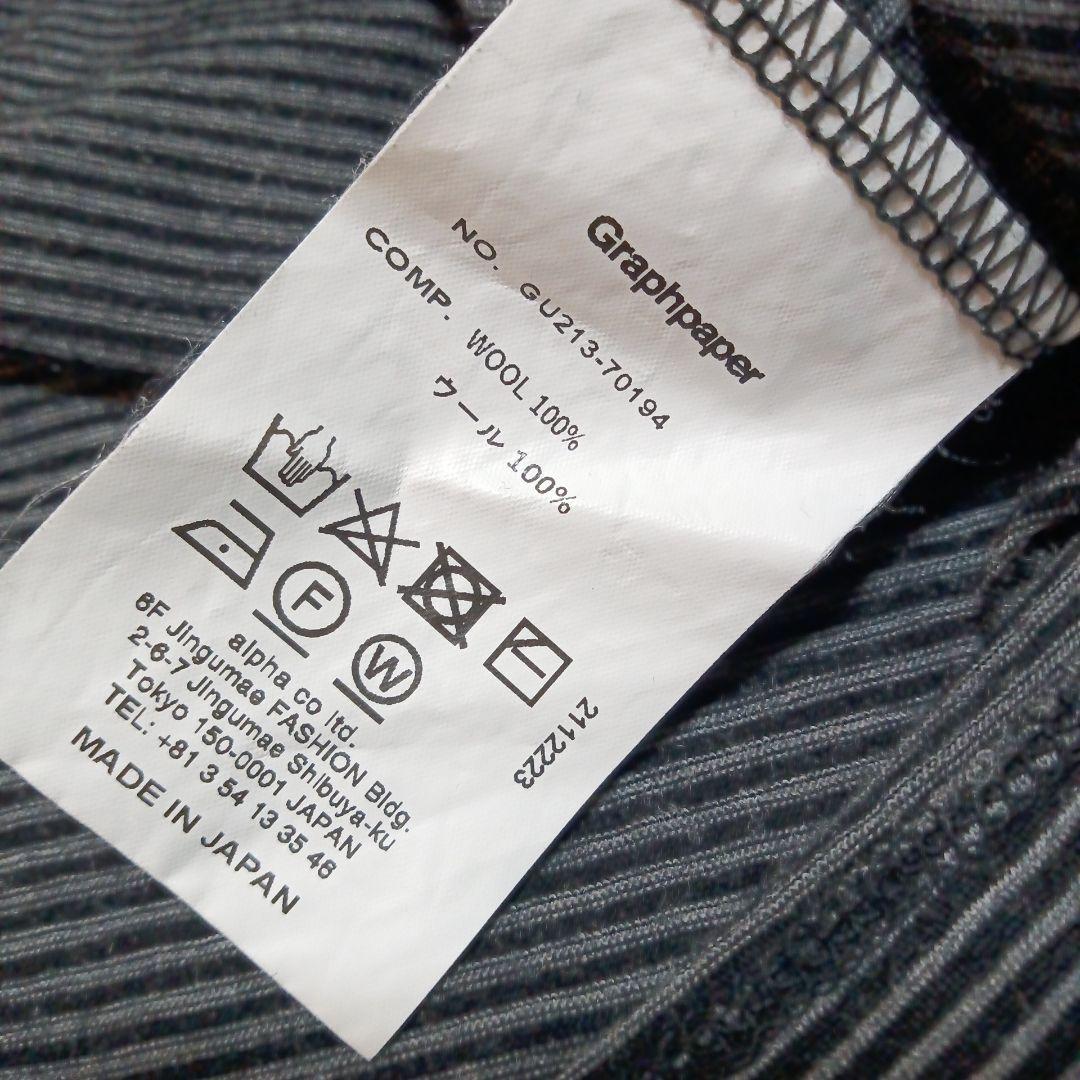 Graphpaper
NO. GU213-70194
COMP. WOOL 100%
ウール 100%
F
W
2112223
alpha co ltd.
6F Jingumae FASHION Bldg.
2-6-7 Jingumae Shibuya-ku
Tokyo 150-0001 JAPAN
TEL: +81 3 54 13 35 46
MADE IN JAPAN